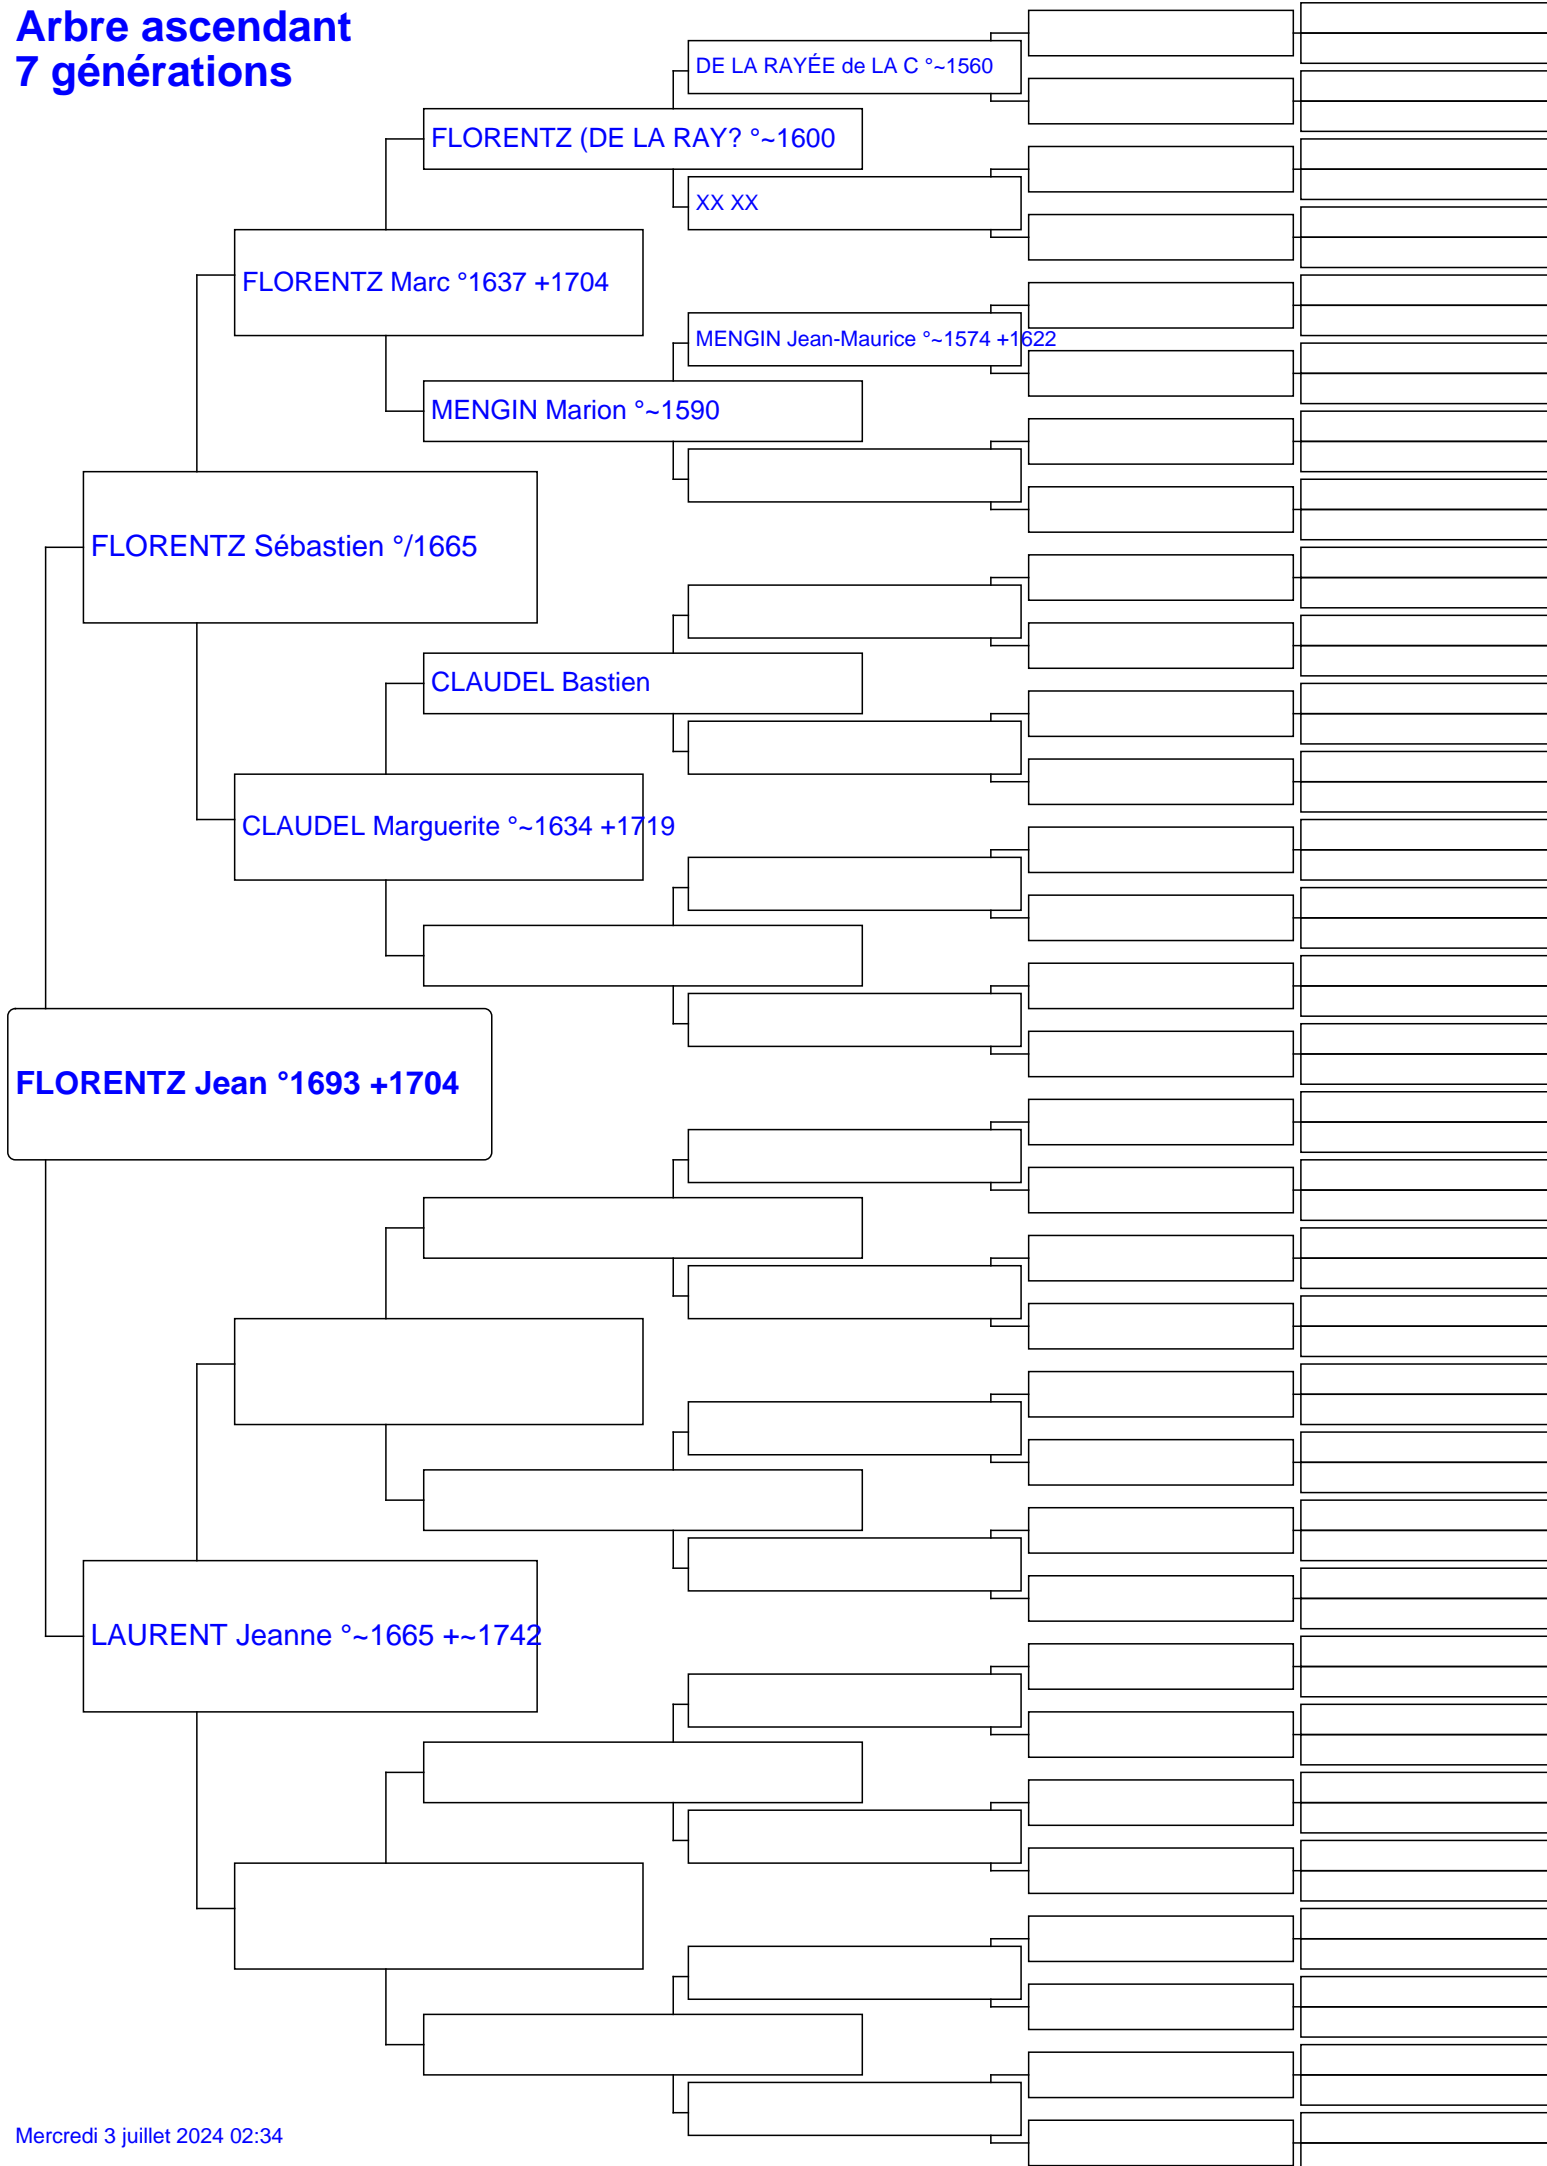 Arbre ascendant
7 générations
DE LA RAYÉE de LA C °~1560
FLORENTZ (DE LA RAY? °~1600
XX XX
FLORENTZ Marc °1637 +1704
MENGIN Jean-Maurice °~1574 +1622
MENGIN Marion °~1590
FLORENTZ Sébastien °/1665
CLAUDEL Bastien
CLAUDEL Marguerite °~1634 +1719
FLORENTZ Jean °1693 +1704
LAURENT Jeanne °~1665 +~1742
Mercredi 3 juillet 2024 02:34